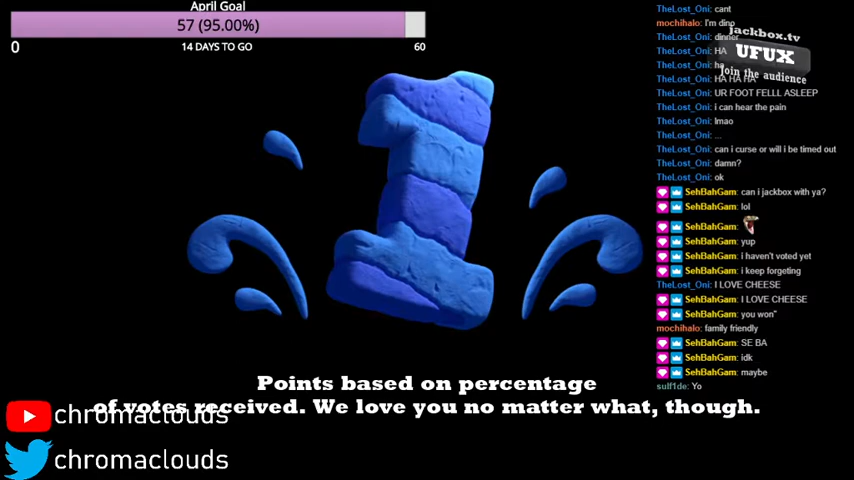 April Goal
57 (95.00%)
0
14 DAYS TO GO
60
1
Points based on percentage
of votes received. We love you no matter what, though.
chromaclouds
chromaclouds
jackbox.tv
UFUX
Join the audience
TheLost_Oni: cant
mochihalo: I'm dino
TheLost_Oni: dinner
TheLost_Oni: HA
TheLost_Oni: ha
TheLost_Oni: HA HA HA
TheLost_Oni: UR FOOT FELLL ASLEEP
TheLost_Oni: i can hear the pain
TheLost_Oni: lmao
TheLost_Oni: ...
TheLost_Oni: can i curse or will i be timed out
TheLost_Oni: damn?
TheLost_Oni: ok
SehBahGam: can i jackbox with ya?
SehBahGam: lol
SehBahGam:
SehBahGam: yup
SehBahGam: i haven't voted yet
SehBahGam: i keep forgeting
TheLost_Oni: I LOVE CHEESE
SehBahGam: I LOVE CHEESE
SehBahGam: you won"
mochihalo: family friendly
SehBahGam: SE BA
SehBahGam: idk
SehBahGam: maybe
sulf1de: Yo